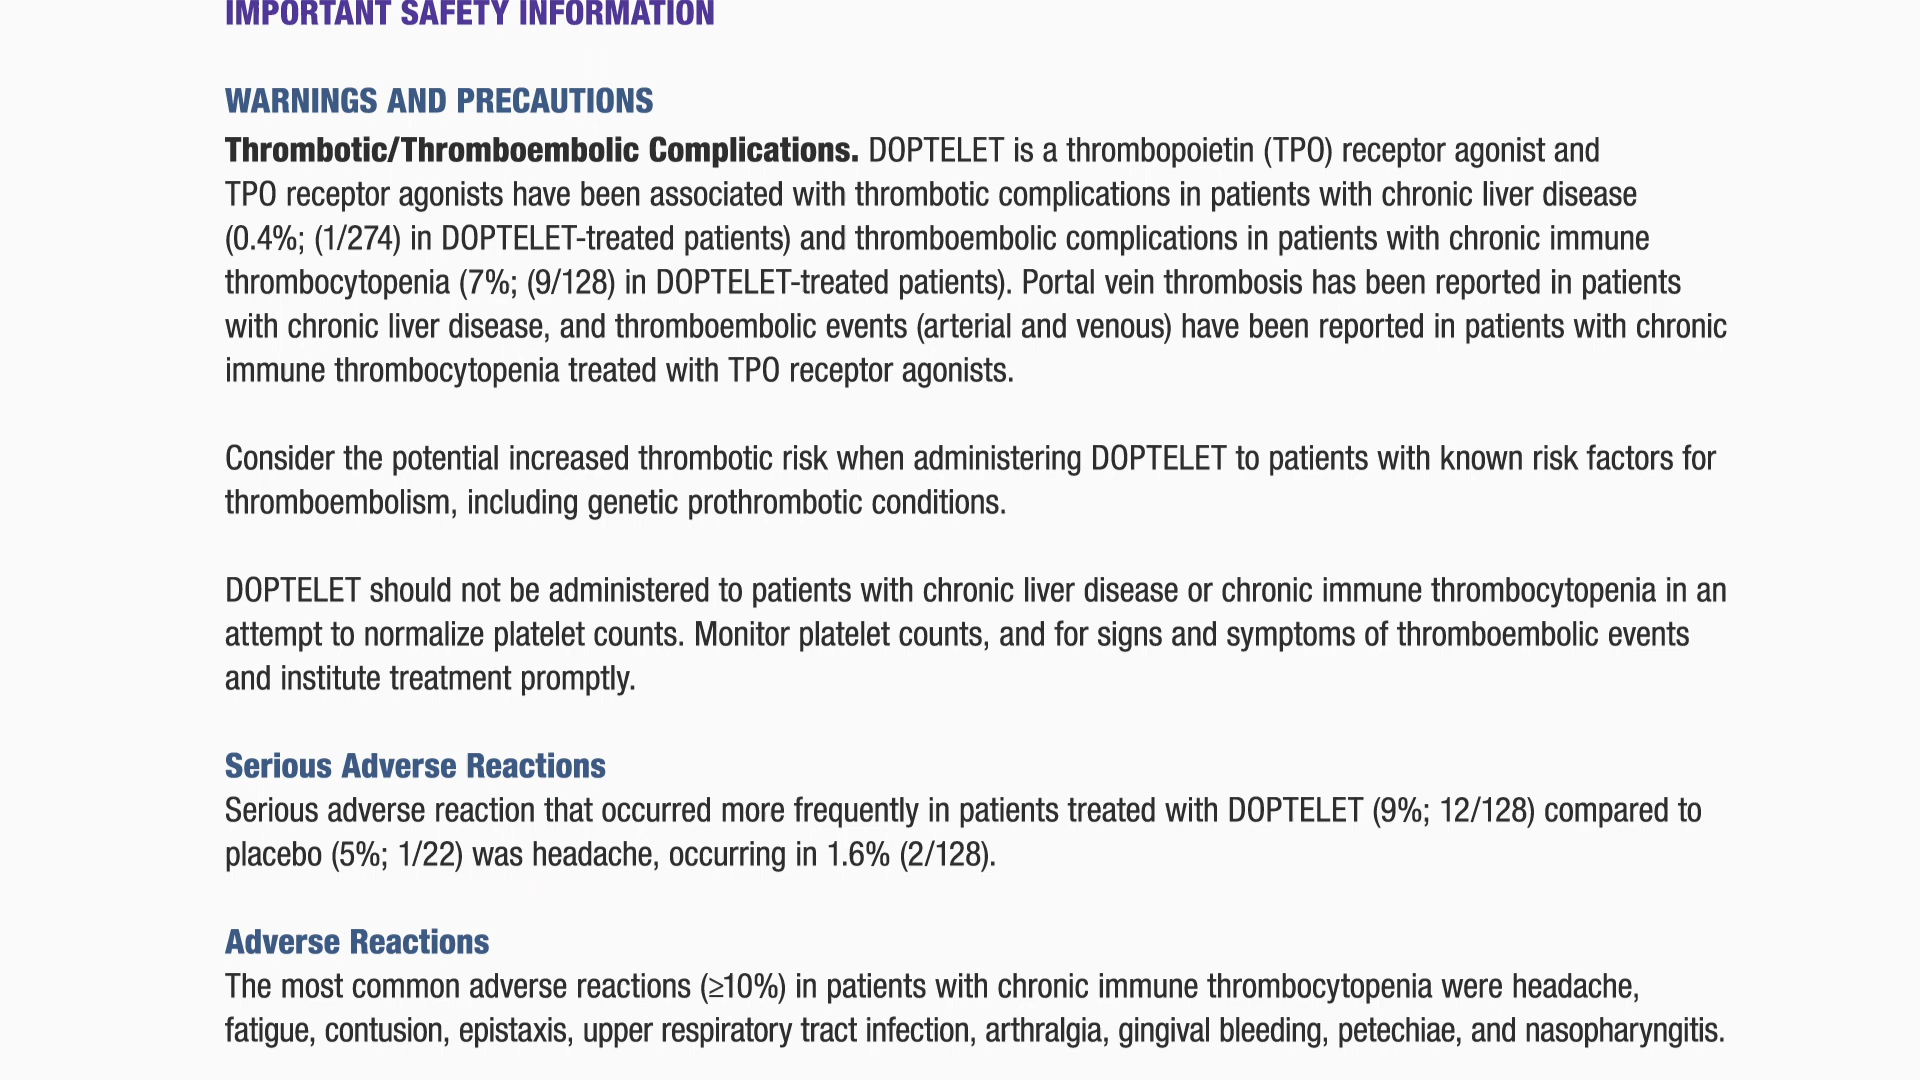 IMPORTANT SAFETY INFORMATION
WARNINGS AND PRECAUTIONS
Thrombotic/Thromboembolic Complications. DOPTELET is a thrombopoietin (TPO) receptor agonist and
TPO receptor agonists have been associated with thrombotic complications in patients with chronic liver disease
(0.4%; (1/274) in DOPTELET-treated patients) and thromboembolic complications in patients with chronic immune
thrombocytopenia (7%; (9/128) in DOPTELET-treated patients). Portal vein thrombosis has been reported in patients
with chronic liver disease, and thromboembolic events (arterial and venous) have been reported in patients with chronic
immune thrombocytopenia treated with TPO receptor agonists.
Consider the potential increased thrombotic risk when administering DOPTELET to patients with known risk factors for
thromboembolism, including genetic prothrombotic conditions.
DOPTELET should not be administered to patients with chronic liver disease or chronic immune thrombocytopenia in an
attempt to normalize platelet counts. Monitor platelet counts, and for signs and symptoms of thromboembolic events
and institute treatment promptly.
Serious Adverse Reactions
Serious adverse reaction that occurred more frequently in patients treated with DOPTELET (9%; 12/128) compared to
placebo (5%; 1/22) was headache, occurring in 1.6% (2/128).
Adverse Reactions
The most common adverse reactions (≥10%) in patients with chronic immune thrombocytopenia were headache,
fatigue, contusion, epistaxis, upper respiratory tract infection, arthralgia, gingival bleeding, petechiae, and nasopharyngitis.